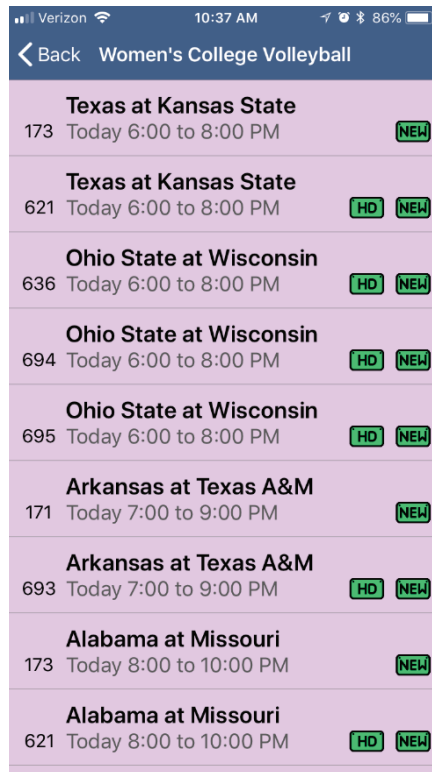 Verizon 10:37 AM 86%
Back Women's College Volleyball
Texas at Kansas State
173 Today 6:00 to 8:00 PM NEW
Texas at Kansas State
621 Today 6:00 to 8:00 PM HD NEW
Ohio State at Wisconsin
636 Today 6:00 to 8:00 PM HD NEW
Ohio State at Wisconsin
694 Today 6:00 to 8:00 PM HD NEW
Ohio State at Wisconsin
695 Today 6:00 to 8:00 PM HD NEW
Arkansas at Texas A&M
171 Today 7:00 to 9:00 PM NEW
Arkansas at Texas A&M
693 Today 7:00 to 9:00 PM HD NEW
Alabama at Missouri
173 Today 8:00 to 10:00 PM NEW
Alabama at Missouri
621 Today 8:00 to 10:00 PM HD NEW